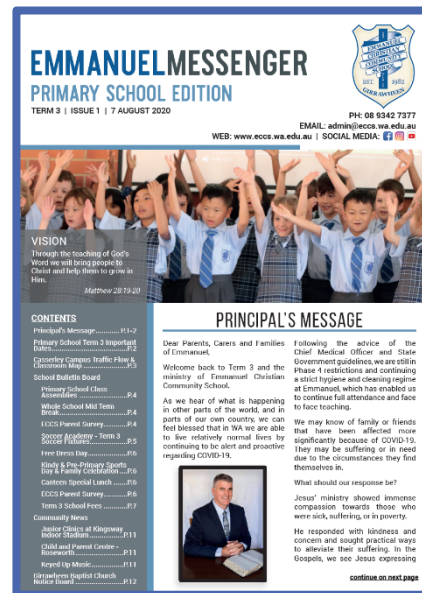 EMMANUELMESSENGER
PRIMARY SCHOOL EDITION
TERM 3 | ISSUE 1 | 7 AUGUST 2020
EMMANUEL
CHRISTIAN
COMMUNITY
SCHOOL
EST. 1982
GIRRAWHEEN
PH: 08 9342 7377
EMAIL: admin@eccs.wa.edu.au
WEB: www.eccs.wa.edu.au | SOCIAL MEDIA:
VISION
Through the teaching of God's
Word we will bring people to
Christ and help them to grow in
Him.
Matthew 28:19-20
CONTENTS
Principal's Message............P.1-2
Primary School Term 3 Important
Dates...............................P.2
Casserley Campus Traffic Flow &
Classroom Map....................P.3
School Bulletin Board
Primary School Class
Assemblies........................P.4
Whole School Mid Term
Break...............................P.4
ECCS Parent Survey.............P.4
Soccer Academy - Term 3
Soccer Fixtures...................P.5
Free Dress Day....................P.6
Kindy & Pre-Primary Sports
Day & Family Celebration....P.6
Canteen Special Lunch.........P.6
ECCS Parent Survey.............P.6
Term 3 School Fees..............P.7
Community News
Junior Clinics at Kingsway
Indoor Stadium..................P.11
Child and Parent Centre -
Roseworth........................P.11
Keyed Up Music.................P.11
Girrawheen Baptist Church
Notice Board.....................P.12
PRINCIPAL'S MESSAGE
Dear Parents, Carers and Families
of Emmanuel,
Welcome back to Term 3 and the
ministry of Emmanuel Christian
Community School.
As we hear of what is happening
in other parts of the world, and in
parts of our own country, we can
feel blessed that in WA we are able
to live relatively normal lives by
continuing to be alert and proactive
regarding COVID-19.
Following the advice of the
Chief Medical Officer and State
Government guidelines, we are still in
Phase 4 restrictions and continuing
a strict hygiene and cleaning regime
at Emmanuel, which has enabled us
to continue full attendance and face
to face teaching.
We may know of family or friends
that have been affected more
significantly because of COVID-19.
They may be suffering or in need
due to the circumstances they find
themselves in.
What should our response be?
Jesus' ministry showed immense
compassion towards those who
were sick, suffering, or in poverty.
He responded with kindness and
concern and sought practical ways
to alleviate their suffering. In the
Gospels, we see Jesus expressing
continue on next page